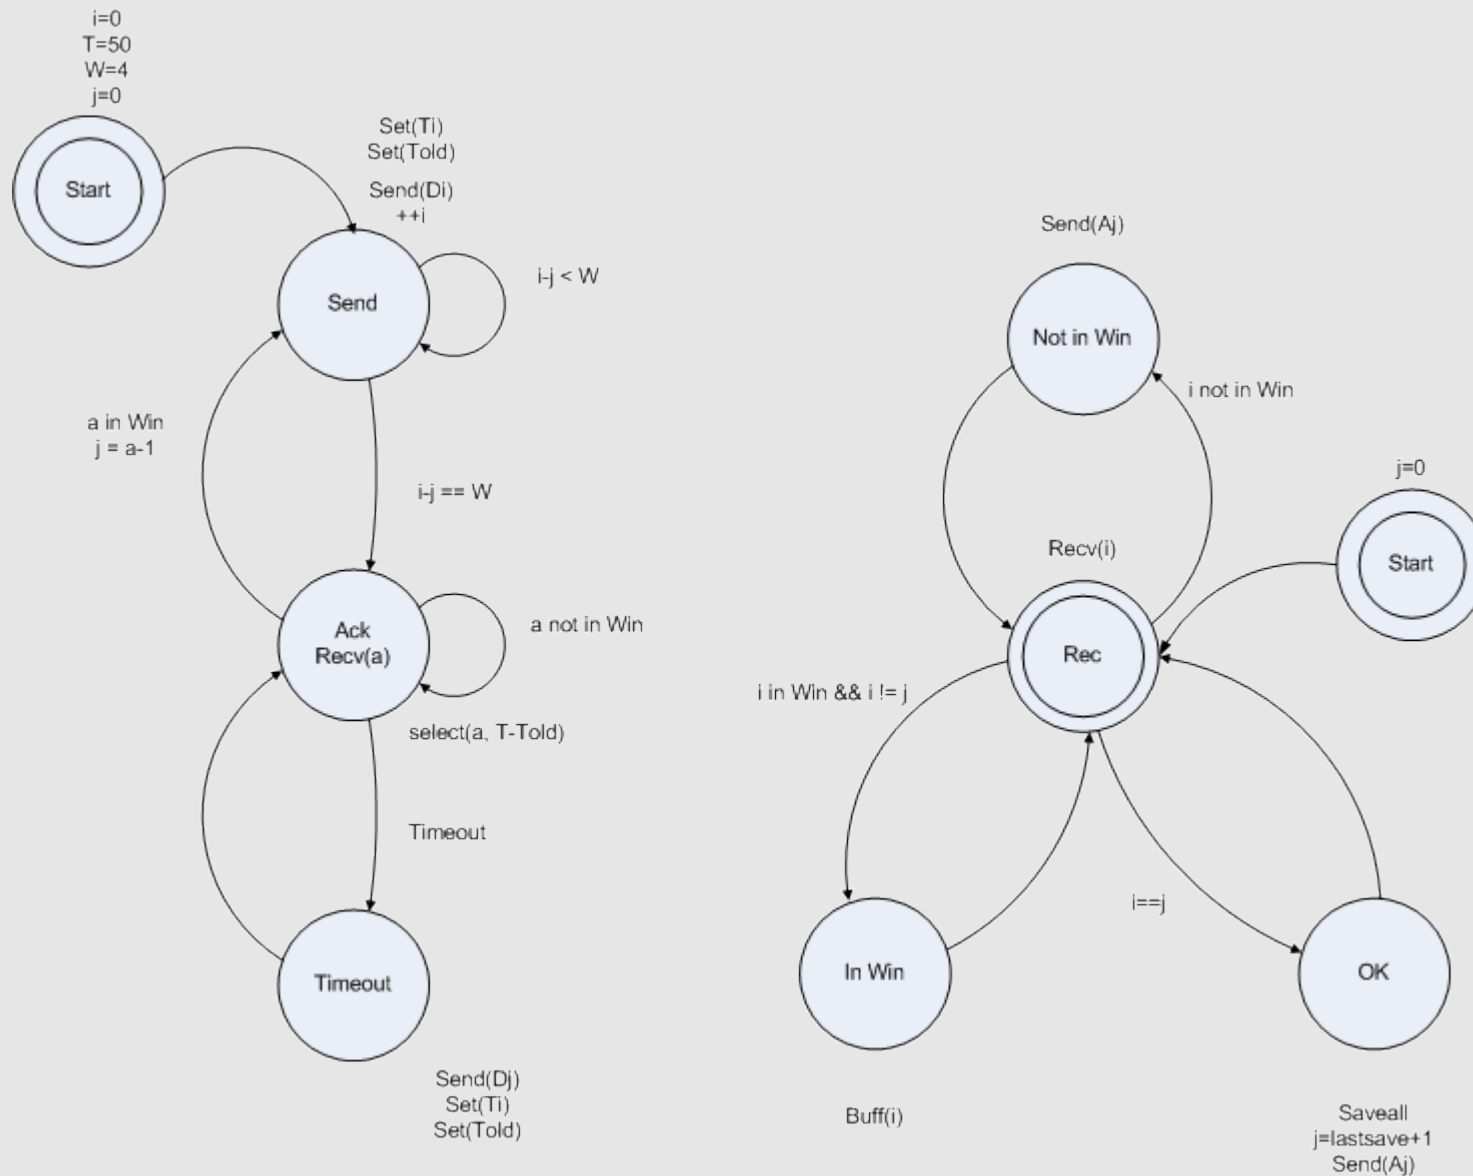 i=0
T=50
W=4
j=0
Start
Set(Ti)
Set(Told)
Send(Di)
++i
Send
i-j < W
a in Win
j = a-1
i-j == W
Ack
Recv(a)
a not in Win
select(a, T-Told)
Timeout
Timeout
Send(Dj)
Set(Ti)
Set(Told)
Send(Aj)
Not in Win
i not in Win
j=0
Start
Recv(i)
Rec
i in Win && i != j
i==j
In Win
OK
Buff(i)
Saveall
j=lastsave+1
Send(Aj)